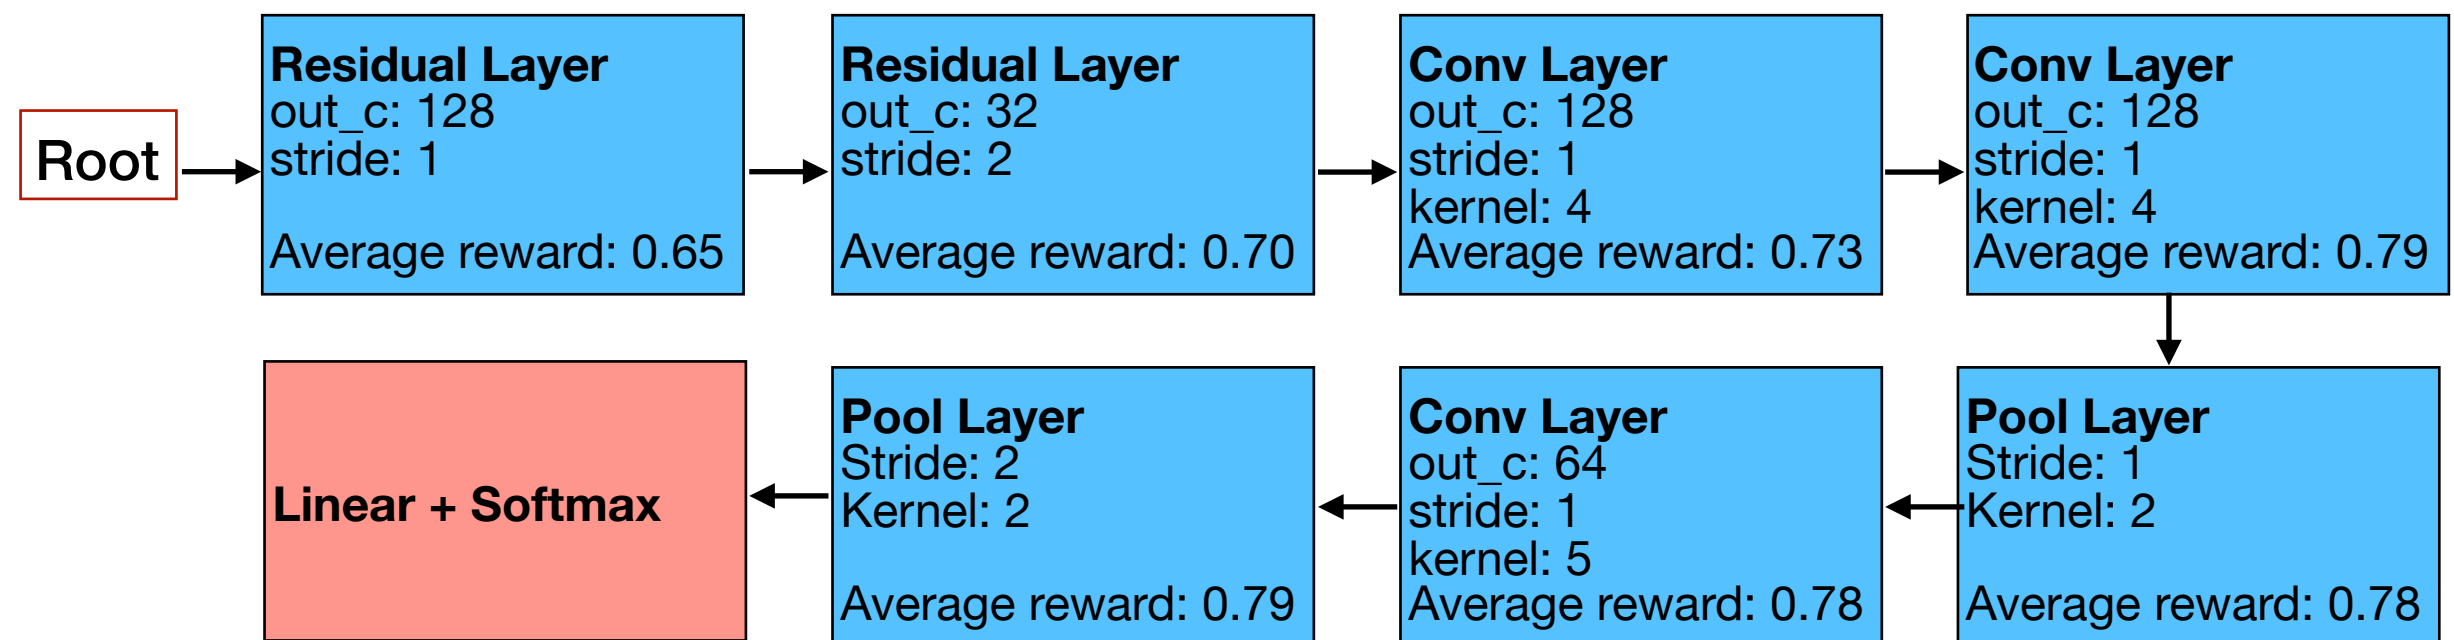 Root
Residual Layer
out_c: 128
stride: 1
Average reward: 0.65
Residual Layer
out_c: 32
stride: 2
Average reward: 0.70
Conv Layer
out_c: 128
stride: 1
kernel: 4
Average reward: 0.73
Conv Layer
out_c: 128
stride: 1
kernel: 4
Average reward: 0.79
Pool Layer
Stride: 1
Kernel: 2
Average reward: 0.78
Conv Layer
out_c: 64
stride: 1
kernel: 5
Average reward: 0.78
Pool Layer
Stride: 2
Kernel: 2
Average reward: 0.79
Linear + Softmax